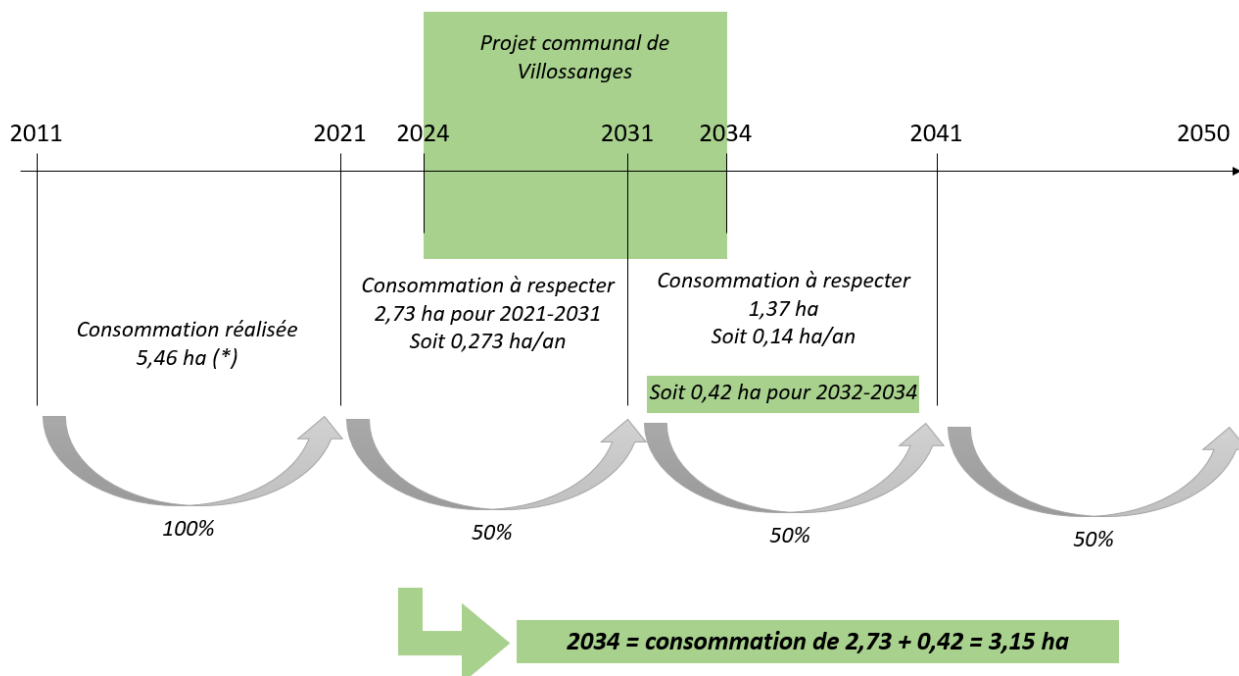 Projet communal de
Villossanges
2011
2021
2024
2031
2034
2041
2050
Consommation réalisée
5,46 ha (*)
Consommation à respecter
2,73 ha pour 2021-2031
Soit 0,273 ha/an
Consommation à respecter
1,37 ha
Soit 0,14 ha/an
Soit 0,42 ha pour 2032-2034
100%
50%
50%
50%
2034 = consommation de 2,73 + 0,42 = 3,15 ha